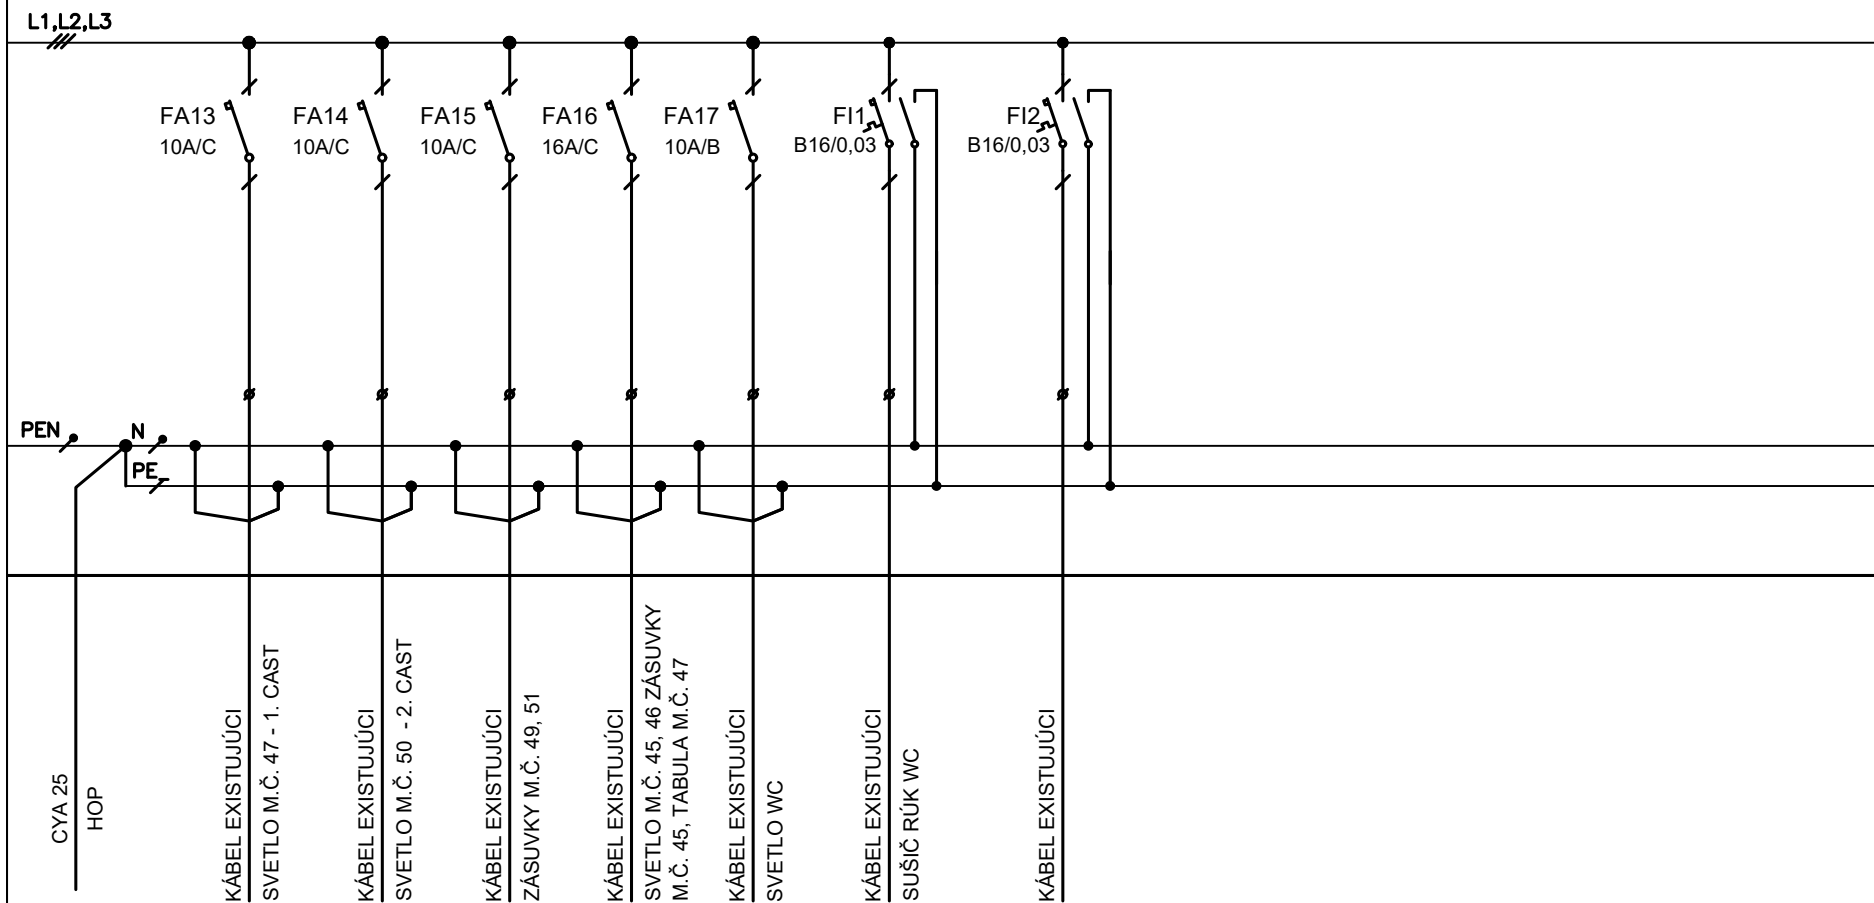 L1,L2,L3
FA13
10A/C
FA14
10A/C
FA15
10A/C
FA16
16A/C
FA17
10A/B
FI1
B16/0,03
FI2
B16/0,03
PEN
N
PE
CYA 25
HOP
KÁBEL EXISTUJÚCI
SVETLO M.Č. 47 - 1. CAST
KÁBEL EXISTUJÚCI
SVETLO M.Č. 50 - 2. CAST
KÁBEL EXISTUJÚCI
ZÁSUVKY M.Č. 49, 51
KÁBEL EXISTUJÚCI
SVETLO M.Č. 45, 46 ZÁSUVKY
M.Č. 45, TABULA M.Č. 47
KÁBEL EXISTUJÚCI
SVETLO WC
KÁBEL EXISTUJÚCI
SUŠIČ RÚK WC
KÁBEL EXISTUJÚCI